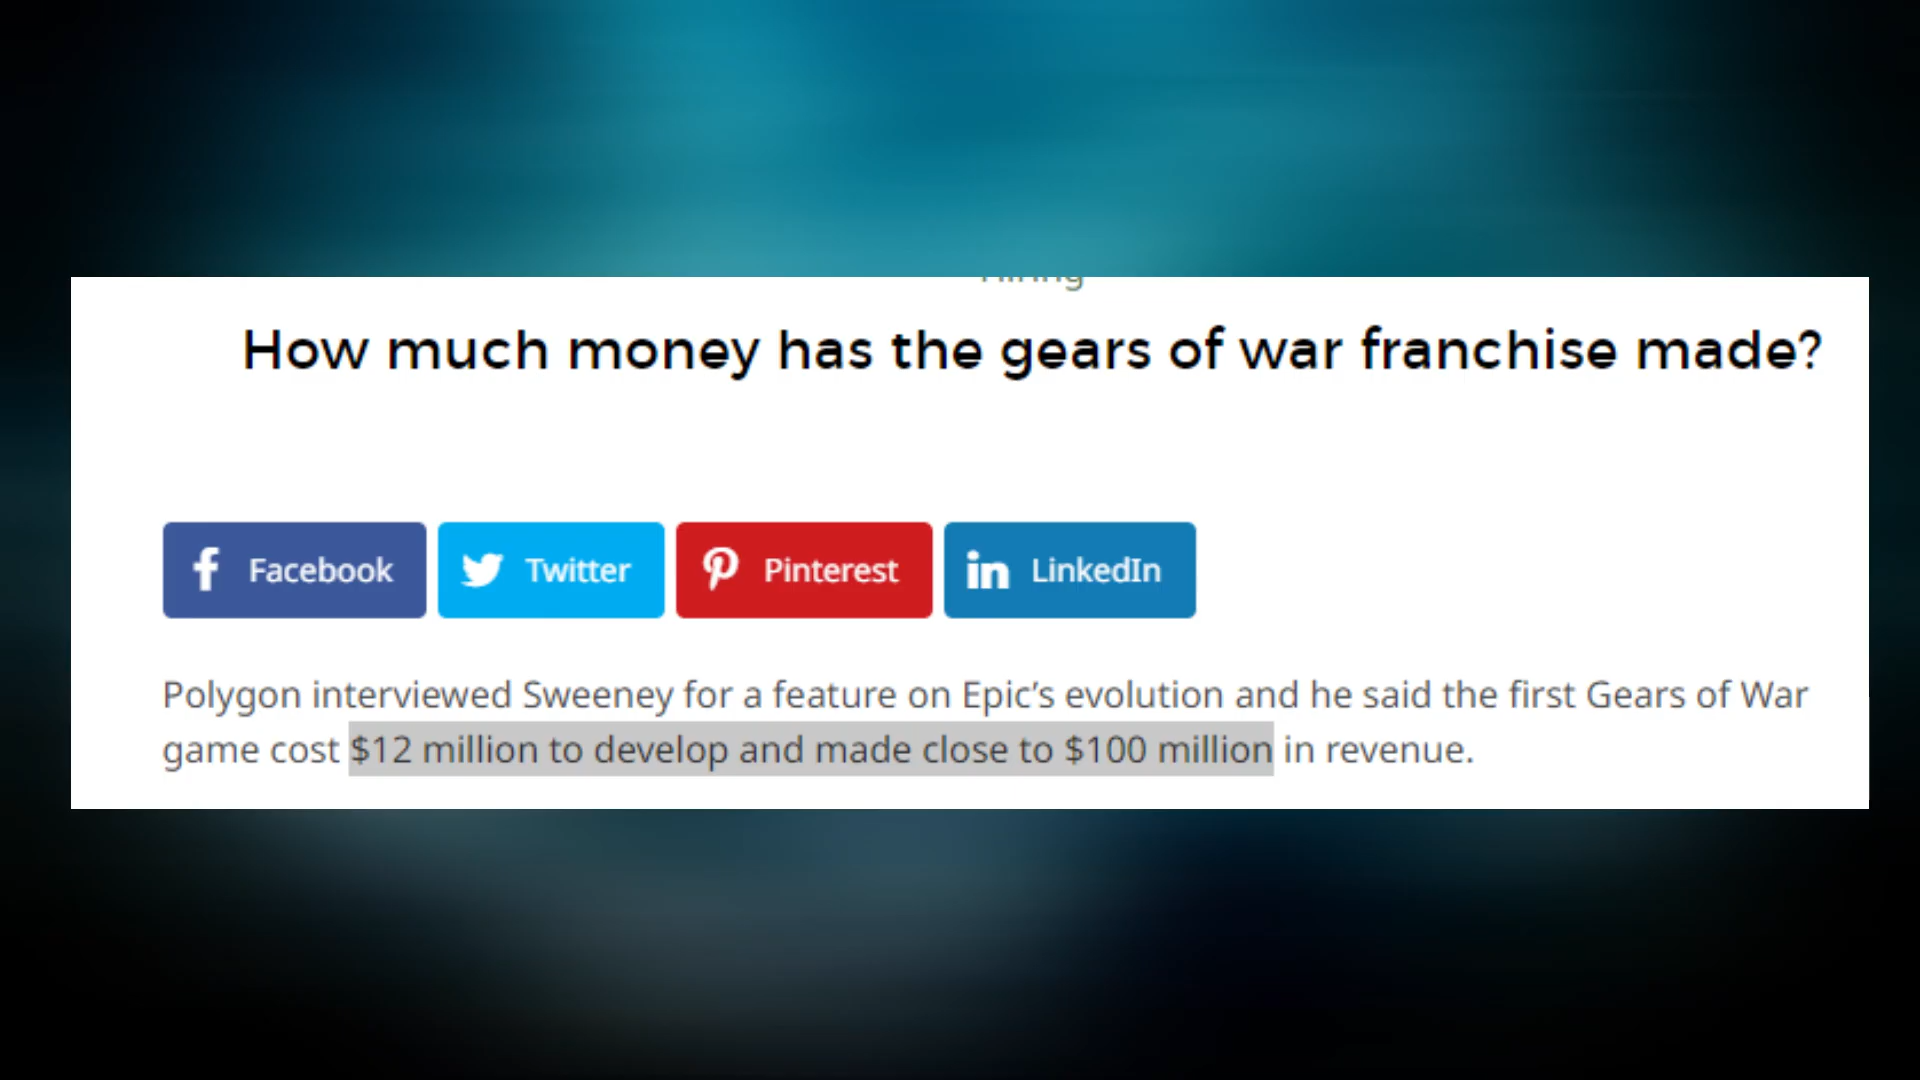 How much money has the gears of war franchise made?
Facebook Twitter Pinterest LinkedIn
Polygon interviewed Sweeney for a feature on Epic’s evolution and he said the first Gears of War
game cost $12 million to develop and made close to $100 million in revenue.